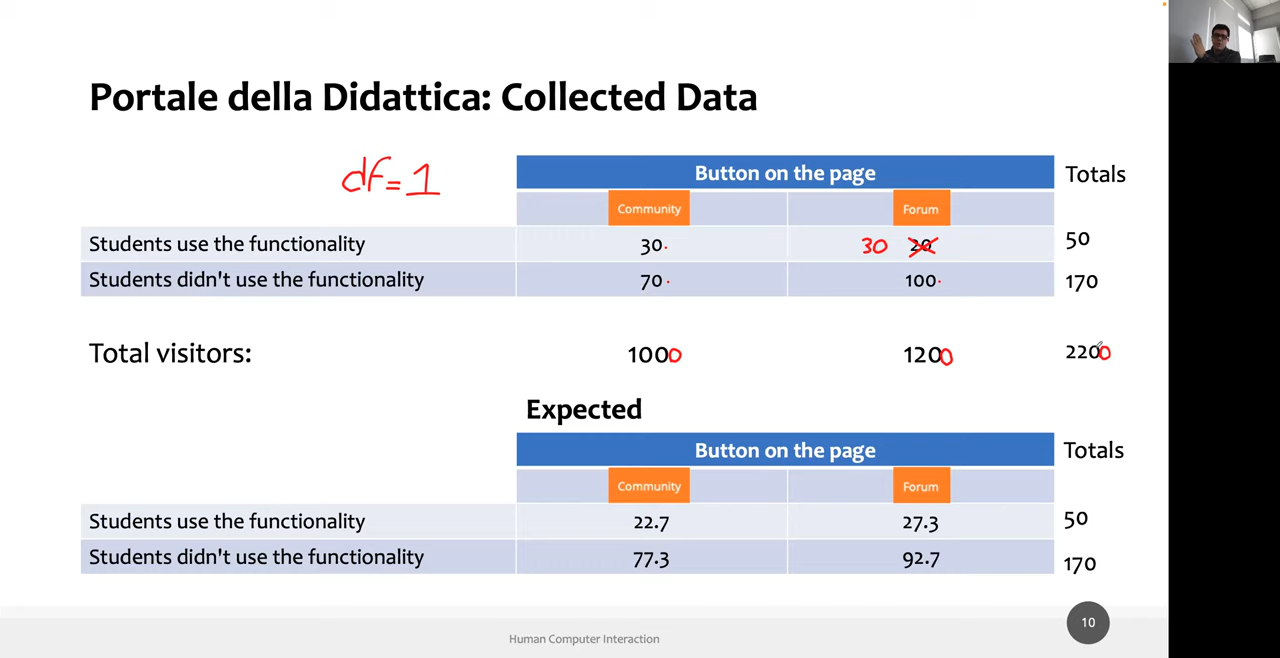 Portale della Didattica: Collected Data
df=1
Button on the page Totals
Community Forum
Students use the functionality 30 30 20 50
Students didn't use the functionality 70 100 170
Total visitors: 1000 1200 2200
Expected
Button on the page Totals
Community Forum
Students use the functionality 22.7 27.3 50
Students didn't use the functionality 77.3 92.7 170
Human Computer Interaction
10